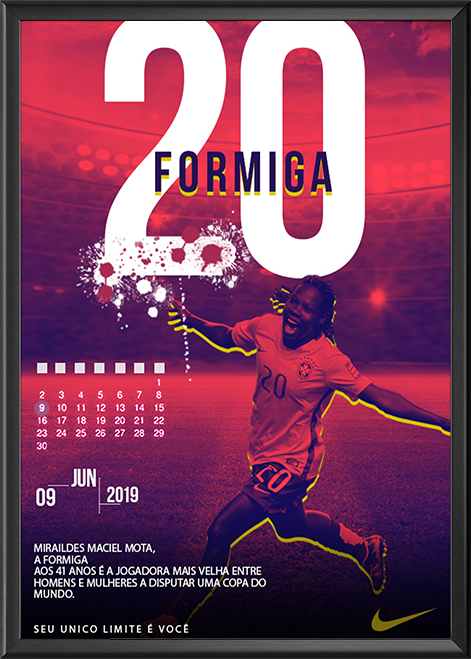 20
FORMIGA
20
20
1
2 3 4 5 6 7 8
9 10 11 12 13 14 15
16 17 18 19 20 21 22
23 24 25 26 27 28 29
30
JUN
09 2019
MIRAILDES MACIEL MOTA,
A FORMIGA
AOS 41 ANOS É A JOGADORA MAIS VELHA ENTRE
HOMENS E MULHERES A DISPUTAR UMA COPA DO
MUNDO.
SEU UNICO LIMITE É VOCÊ